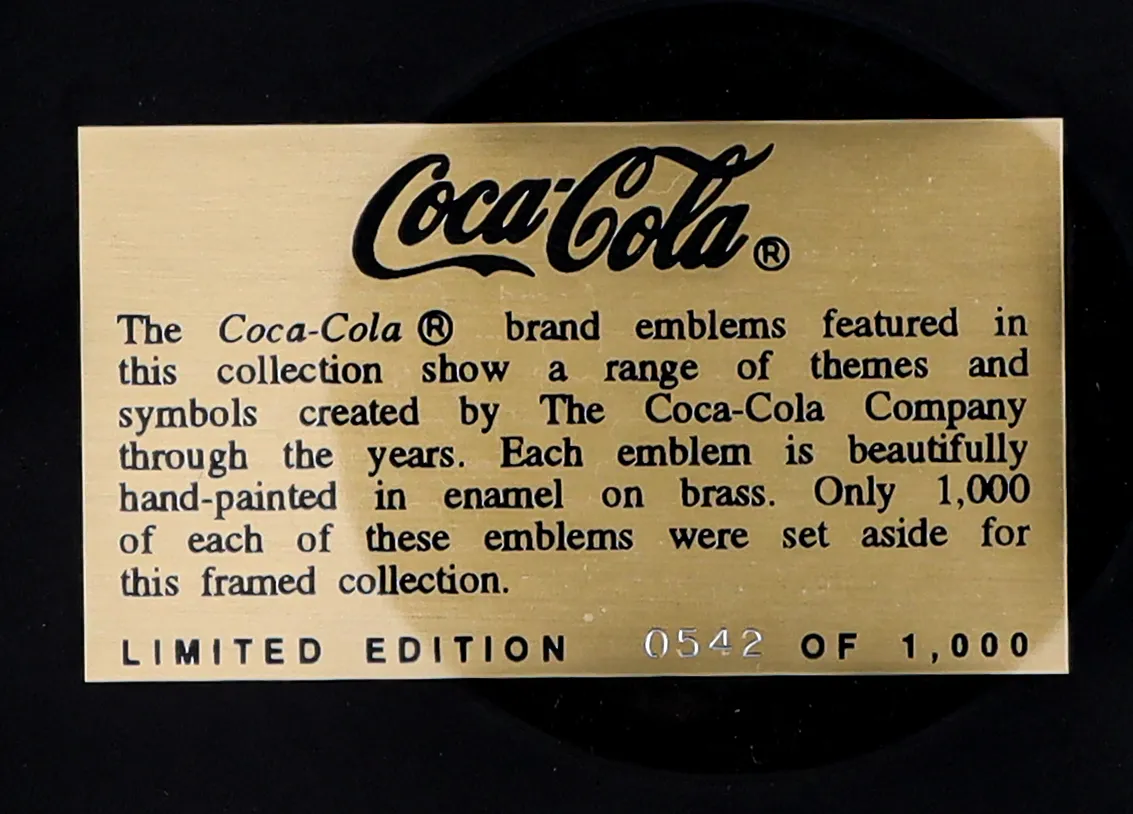 Coca-Cola®
The Coca-Cola ® brand emblems featured in
this collection show a range of themes and
symbols created by The Coca-Cola Company
through the years. Each emblem is beautifully
hand-painted in enamel on brass. Only 1,000
of each of these emblems were set aside for
this framed collection.
LIMITED EDITION 0542 OF 1,000